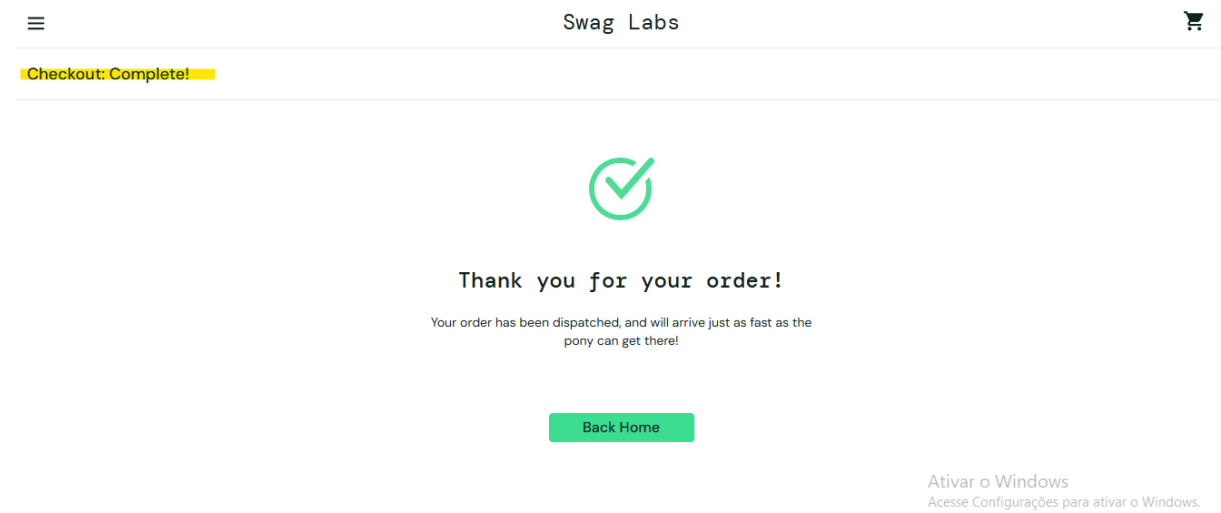 Swag Labs
Checkout: Complete!
Thank you for your order!
Your order has been dispatched, and will arrive just as fast as the
pony can get there!
Back Home
Ativar o Windows
Acesse Configurações para ativar o Windows.